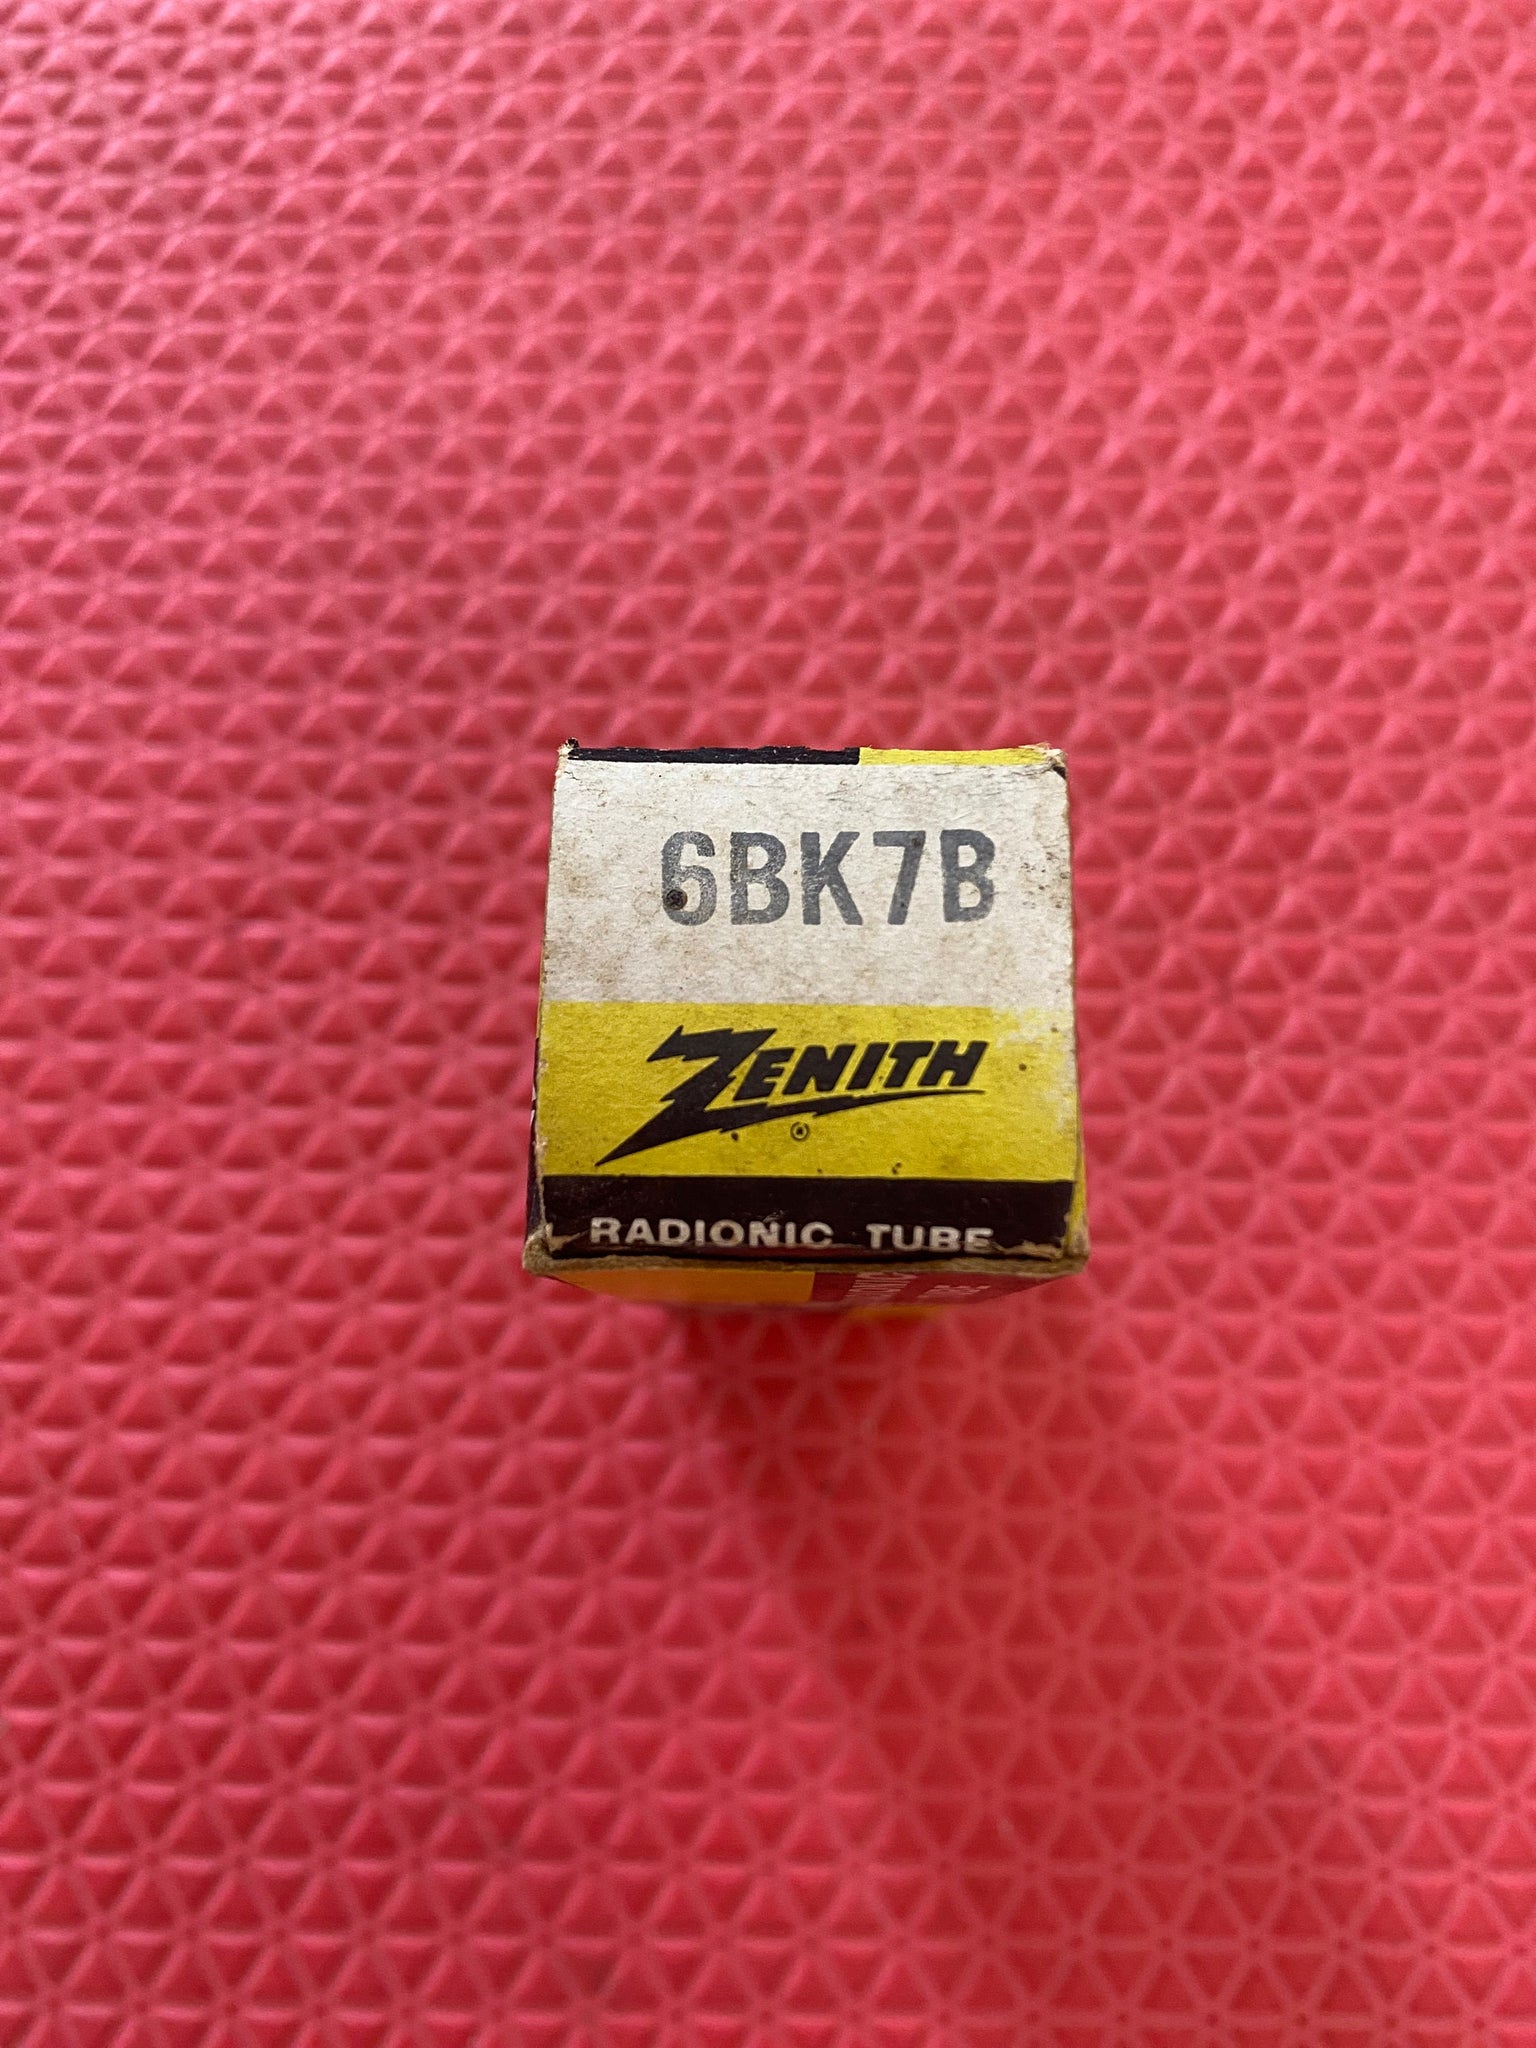 6BK7B
ZENITH
®
RADIONIC TUBE